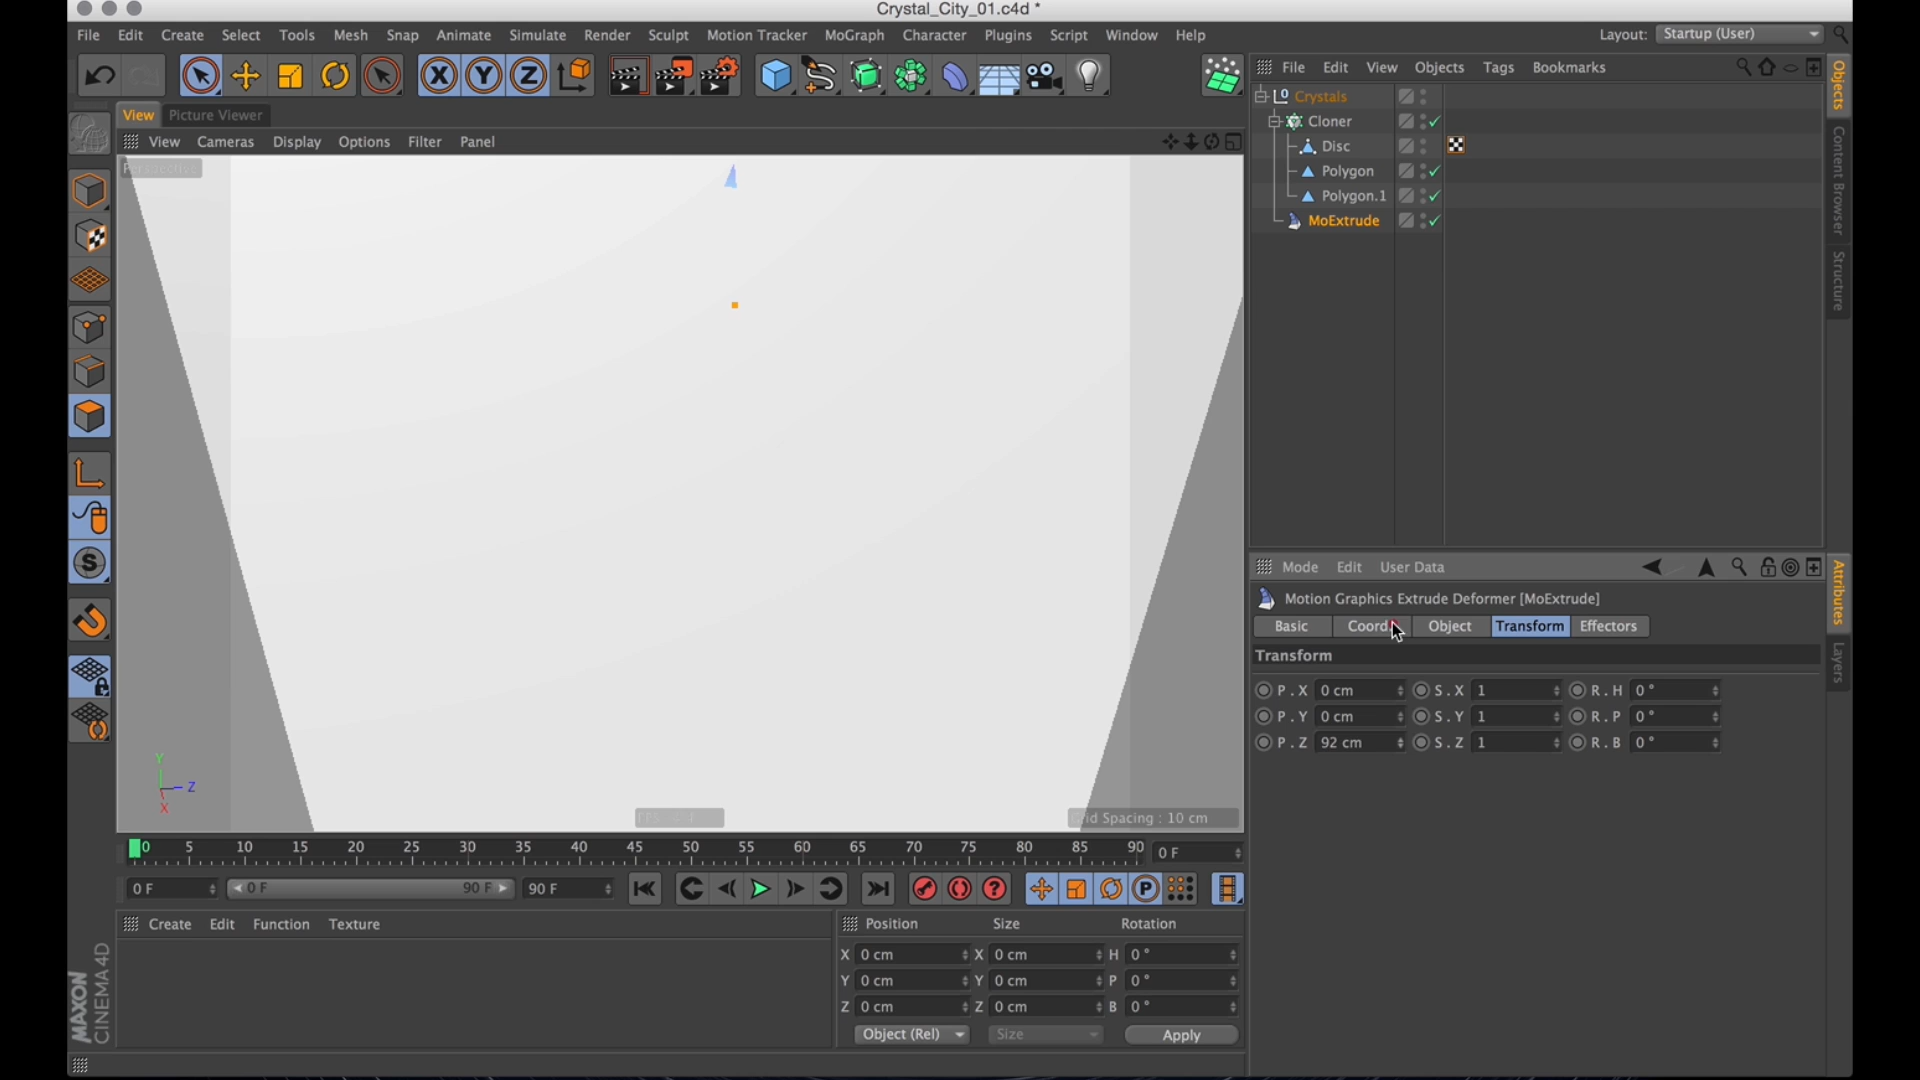 Crystal_City_01.c4d *
File Edit Create Select Tools Mesh Snap Animate Simulate Render Sculpt Motion Tracker MoGraph Character Plugins Script Window Help
Layout: Startup (User)
X Y Z
File Edit View Objects Tags Bookmarks
View Picture Viewer
View Cameras Display Options Filter Panel
Perspective
Crystals
Cloner
Disc
Polygon
Polygon.1
MoExtrude
Objects
Content Browser
Structure
S
Y
Z
X
Grid Spacing : 10 cm
Mode Edit User Data
Motion Graphics Extrude Deformer [MoExtrude]
Basic Coord. Object Transform Effectors
Transform
P . X 0 cm S . X 1 R . H 0 °
P . Y 0 cm S . Y 1 R . P 0 °
P . Z 92 cm S . Z 1 R . B 0 °
Attributes
Layers
0 5 10 15 20 25 30 35 40 45 50 55 60 65 70 75 80 85 90 0 F
0 F 0 F 90 F 90 F ? P
Create Edit Function Texture
Position Size Rotation
X 0 cm X 0 cm H 0 °
Y 0 cm Y 0 cm P 0 °
Z 0 cm Z 0 cm B 0 °
Object (Rel) Size Apply
MAXON
CINEMA 4D